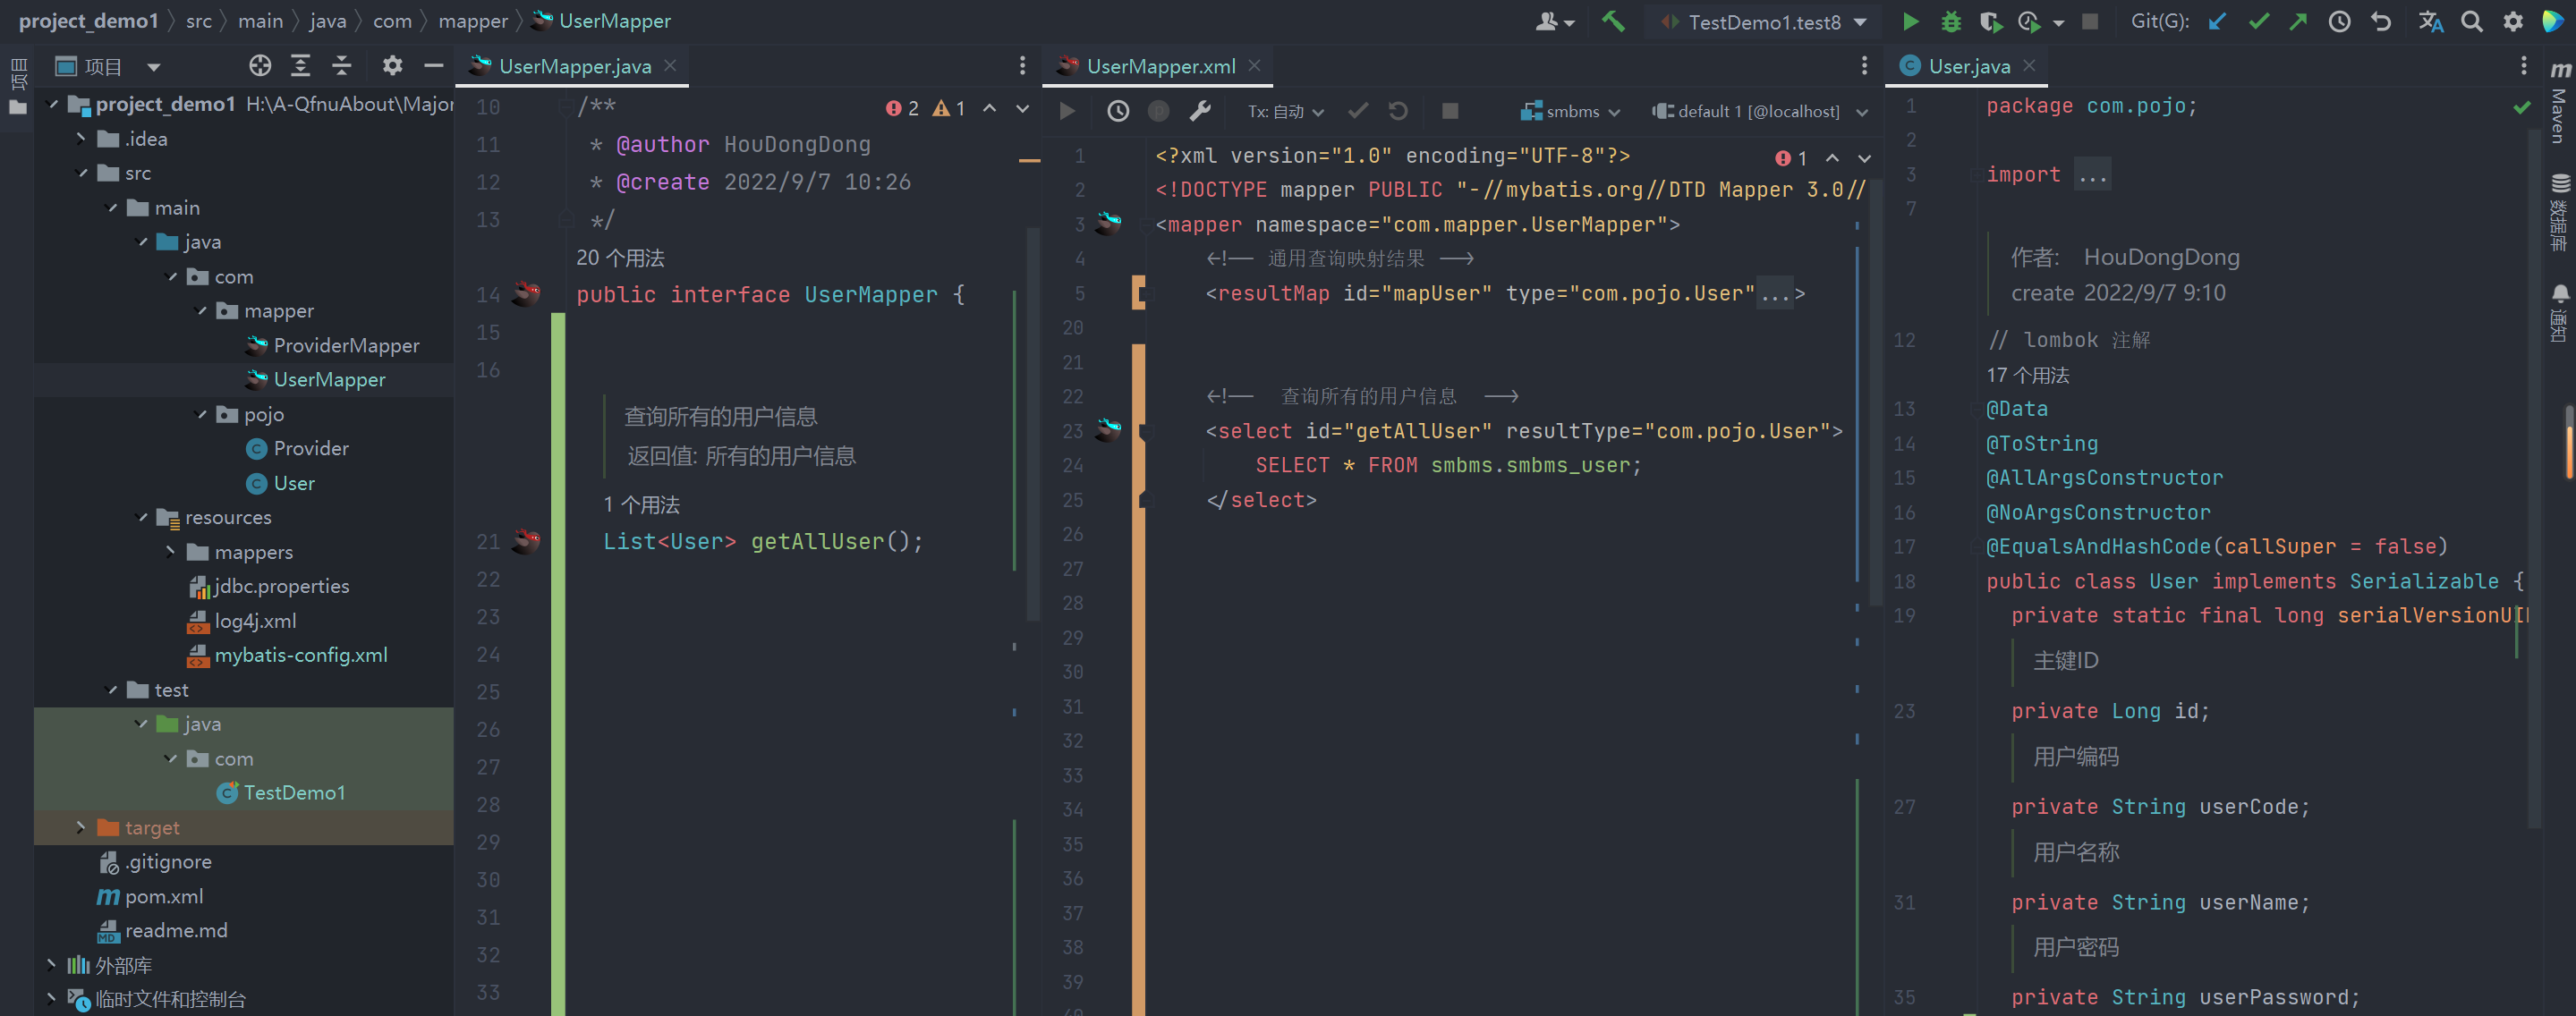 project_demo1 〉 src 〉 main 〉 java 〉 com 〉 mapper 〉 UserMapper
TestDemo1.test8
Git(G):
项目
项目
project_demo1 H:\A-QfnuAbout\Major
.idea
src
main
java
com
mapper
ProviderMapper
UserMapper
pojo
Provider
User
resources
mappers
jdbc.properties
log4j.xml
mybatis-config.xml
test
java
com
TestDemo1
target
.gitignore
pom.xml
readme.md
外部库
临时文件和控制台
UserMapper.java
2 1
10 /**
11 * @author HouDongDong
12 * @create 2022/9/7 10:26
13 */
20 个用法
14 public interface UserMapper {
15
16
查询所有的用户信息
返回值: 所有的用户信息
1 个用法
21 List<User> getAllUser();
22
23
24
25
26
27
28
29
30
31
32
33
UserMapper.xml
Tx: 自动
smbms
default 1 [@localhost]
1
1 <?xml version="1.0" encoding="UTF-8"?>
2 <!DOCTYPE mapper PUBLIC "-//mybatis.org//DTD Mapper 3.0//
3 <mapper namespace="com.mapper.UserMapper">
4 <!-- 通用查询映射结果 -->
5 <resultMap id="mapUser" type="com.pojo.User"...>
20
21
22 <!-- 查询所有的用户信息 -->
23 <select id="getAllUser" resultType="com.pojo.User">
24 SELECT * FROM smbms.smbms_user;
25 </select>
26
27
28
29
30
31
32
33
34
35
36
37
38
39
User.java
1 package com.pojo;
2
3 import ...
7
作者: HouDongDong
create 2022/9/7 9:10
12 // lombok 注解
17 个用法
13 @Data
14 @ToString
15 @AllArgsConstructor
16 @NoArgsConstructor
17 @EqualsAndHashCode(callSuper = false)
18 public class User implements Serializable {
19 private static final long serialVersionUI
主键ID
23 private Long id;
用户编码
27 private String userCode;
用户名称
31 private String userName;
用户密码
35 private String userPassword;
m
Maven
数据库
通知